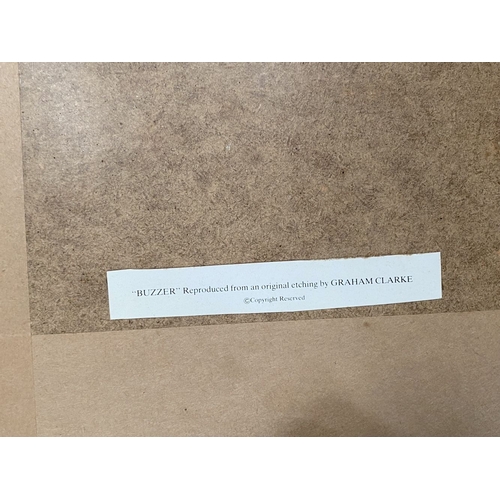 "BUZZER" Reproduced from an original etching by GRAHAM CLARKE
©Copyright Reserved